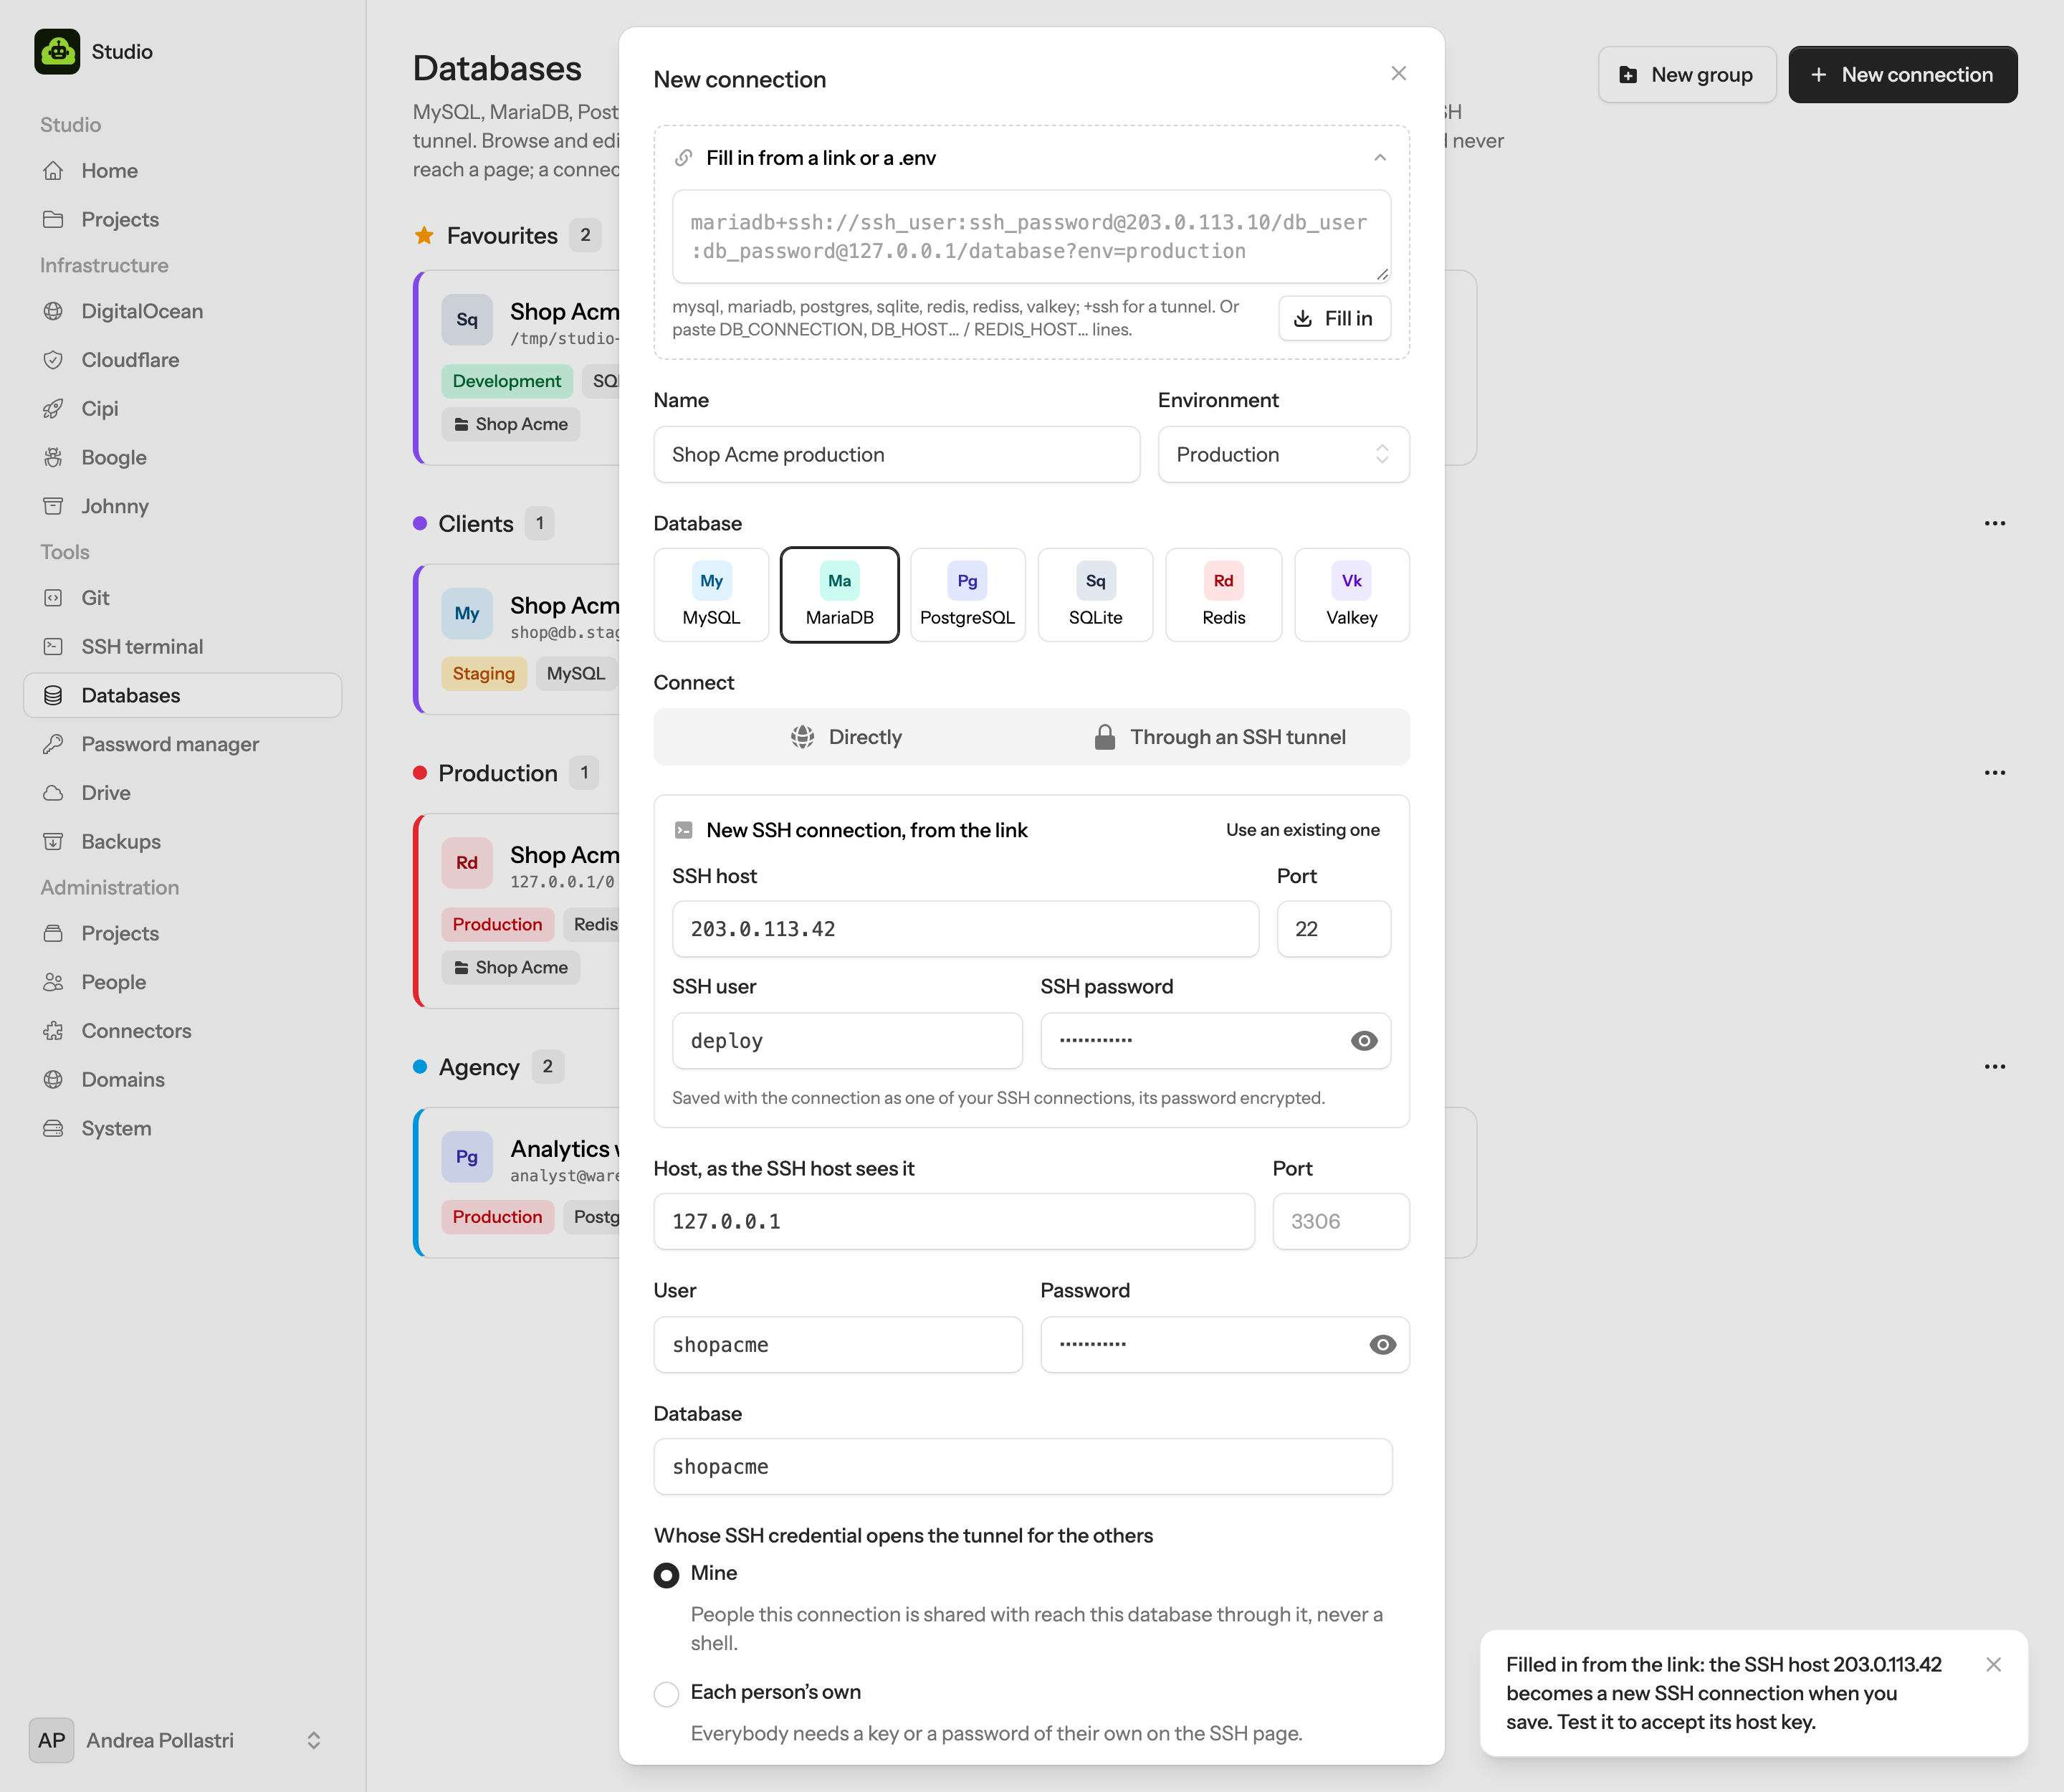 Studio
Studio
Home
Projects
Infrastructure
DigitalOcean
Cloudflare
Cipi
Boogle
Johnny
Tools
Git
SSH terminal
Databases
Password manager
Drive
Backups
Administration
Projects
People
Connectors
Domains
System
AP
Andrea Pollastri
Databases
MySQL, MariaDB, Post
SH
tunnel. Browse and edi
never
reach a page; a connec
New group
New connection
Favourites 2
Sq
Shop Acm
/tmp/studio-
Development
SQL
Shop Acme
Clients 1
My
Shop Acm
shop@db.stag
Staging
MySQL
Production 1
Rd
Shop Acm
127.0.0.1/0
Production
Redis
Shop Acme
Agency 2
Pg
Analytics w
analyst@ware
Production
Postg
New connection
Fill in from a link or a .env
mariadb+ssh://ssh_user:ssh_password@203.0.113.10/db_user
:db_password@127.0.0.1/database?env=production
mysql, mariadb, postgres, sqlite, redis, rediss, valkey; +ssh for a tunnel. Or
paste DB_CONNECTION, DB_HOST… / REDIS_HOST… lines.
Fill in
Name
Environment
Shop Acme production
Production
Database
My
MySQL
Ma
MariaDB
Pg
PostgreSQL
Sq
SQLite
Rd
Redis
Vk
Valkey
Connect
Directly
Through an SSH tunnel
New SSH connection, from the link
Use an existing one
SSH host
Port
203.0.113.42
22
SSH user
SSH password
deploy
••••••••••••
Saved with the connection as one of your SSH connections, its password encrypted.
Host, as the SSH host sees it
Port
127.0.0.1
3306
User
Password
shopacme
•••••••••••
Database
shopacme
Whose SSH credential opens the tunnel for the others
Mine
People this connection is shared with reach this database through it, never a
shell.
Each person’s own
Everybody needs a key or a password of their own on the SSH page.
Filled in from the link: the SSH host 203.0.113.42
becomes a new SSH connection when you
save. Test it to accept its host key.